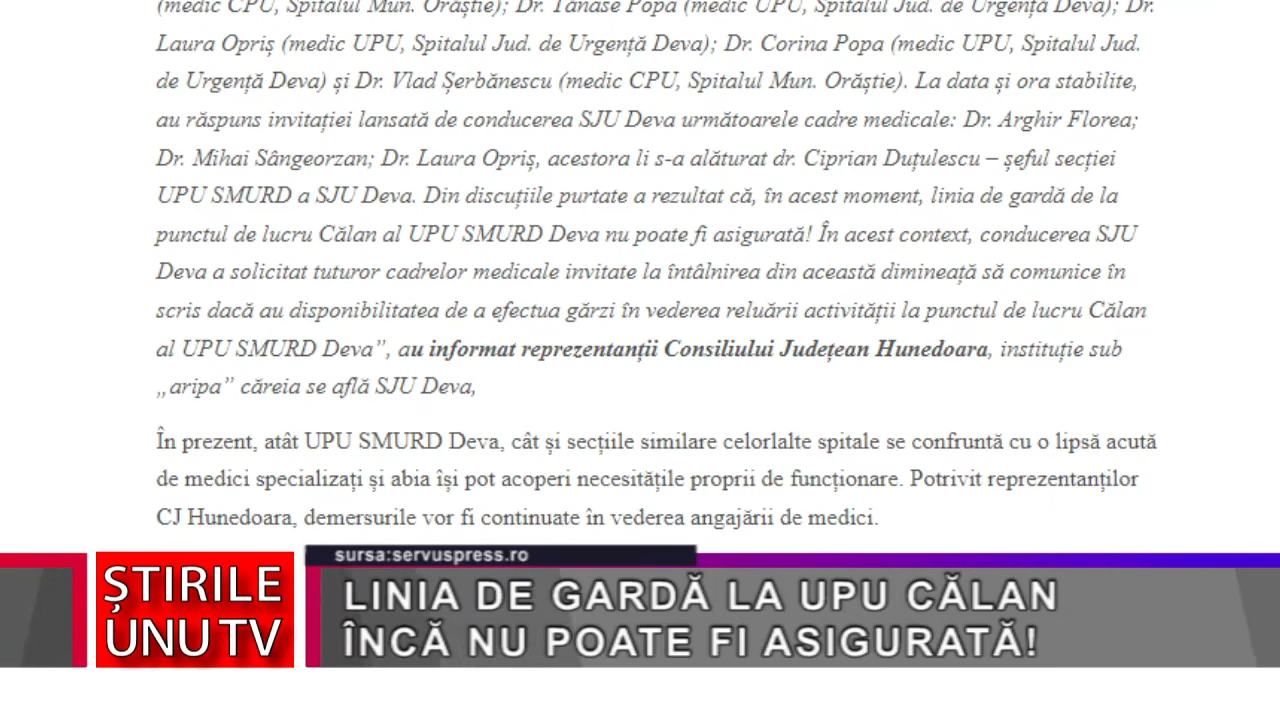 (medic CPU, Spitalul Mun. Orăștie); Dr. Tănase Popa (medic UPU, Spitalul Jud. de Urgență Deva); Dr.
Laura Opriș (medic UPU, Spitalul Jud. de Urgență Deva); Dr. Corina Popa (medic UPU, Spitalul Jud.
de Urgență Deva) și Dr. Vlad Șerbănescu (medic CPU, Spitalul Mun. Orăștie). La data și ora stabilite,
au răspuns invitației lansată de conducerea SJU Deva următoarele cadre medicale: Dr. Arghir Florea;
Dr. Mihai Sângeorzan; Dr. Laura Opriș, acestora li s-a alăturat dr. Ciprian Duțulescu – șeful secției
UPU SMURD a SJU Deva. Din discuțiile purtate a rezultat că, în acest moment, linia de gardă de la
punctul de lucru Călan al UPU SMURD Deva nu poate fi asigurată! În acest context, conducerea SJU
Deva a solicitat tuturor cadrelor medicale invitate la întâlnirea din această dimineață să comunice în
scris dacă au disponibilitatea de a efectua gărzi în vederea reluării activității la punctul de lucru Călan
al UPU SMURD Deva”, au informat reprezentanții Consiliului Județean Hunedoara, instituție sub
„aripa” căreia se află SJU Deva,
În prezent, atât UPU SMURD Deva, cât și secțiile similare celorlalte spitale se confruntă cu o lipsă acută
de medici specializați și abia își pot acoperi necesitățile proprii de funcționare. Potrivit reprezentanților
CJ Hunedoara, demersurile vor fi continuate în vederea angajării de medici.
sursa:servuspress.ro
ȘTIRILE
UNU TV
LINIA DE GARDĂ LA UPU CĂLAN
ÎNCĂ NU POATE FI ASIGURATĂ!